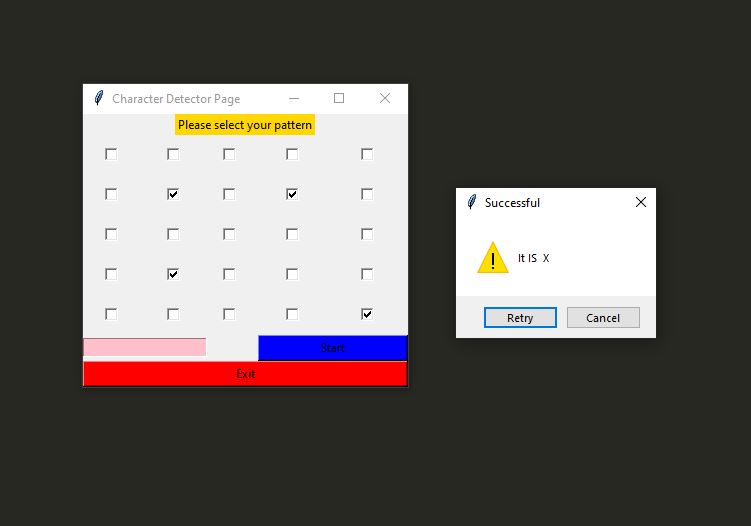 Character Detector Page
Please select your pattern
Start
Exit
Successful
It IS X
Retry
Cancel